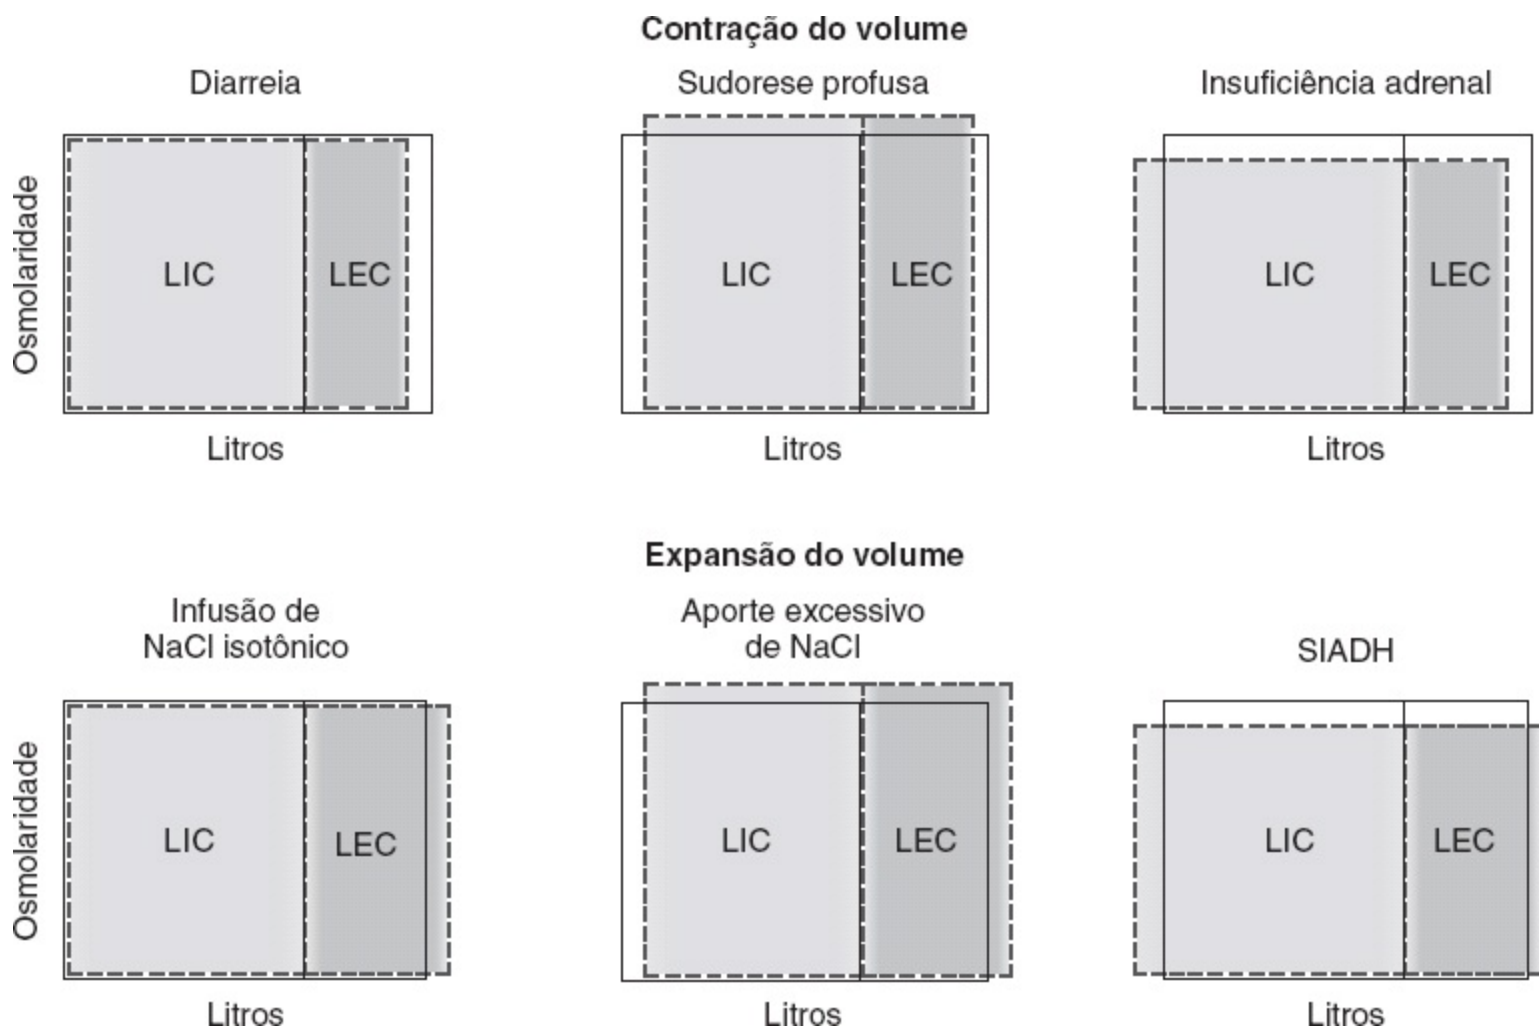 Contração do volume
Diarreia
Sudorese profusa
Insuficiência adrenal
Osmolaridade
LIC
LEC
LIC
LEC
LIC
LEC
Litros
Litros
Litros
Expansão do volume
Infusão de
NaCl isotônico
Aporte excessivo
de NaCl
SIADH
Osmolaridade
LIC
LEC
LIC
LEC
LIC
LEC
Litros
Litros
Litros